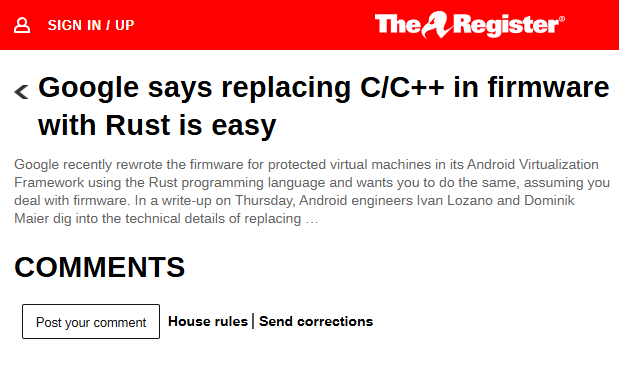 SIGN IN / UP
The Register®
Google says replacing C/C++ in firmware
with Rust is easy
Google recently rewrote the firmware for protected virtual machines in its Android Virtualization
Framework using the Rust programming language and wants you to do the same, assuming you
deal with firmware. In a write-up on Thursday, Android engineers Ivan Lozano and Dominik
Maier dig into the technical details of replacing …
COMMENTS
Post your comment House rules | Send corrections